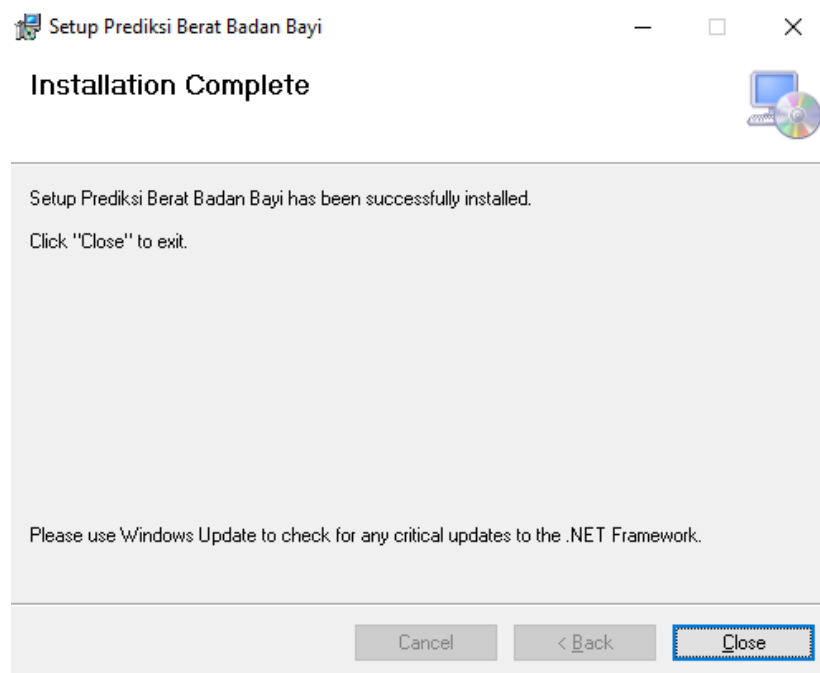 Setup Prediksi Berat Badan Bayi
Installation Complete
Setup Prediksi Berat Badan Bayi has been successfully installed.
Click "Close" to exit.
Please use Windows Update to check for any critical updates to the .NET Framework.
Cancel
< Back
Close